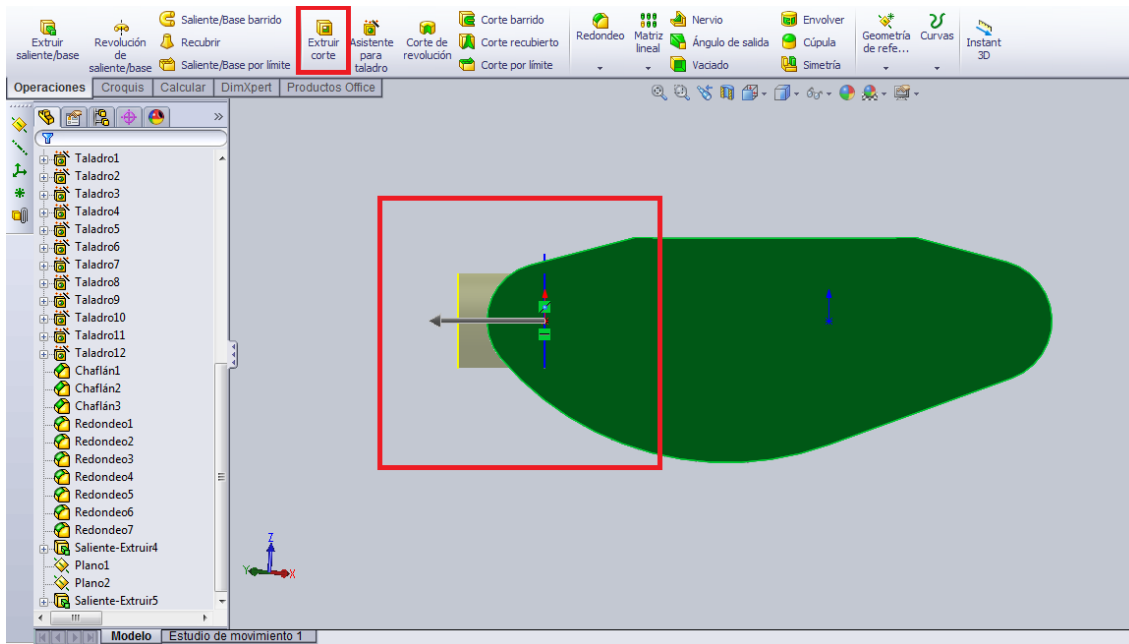 Extruir saliente/base
Revolución de saliente/base
Saliente/Base barrido
Recubrir
Saliente/Base por límite
Extruir corte
Asistente para taladro
Corte de revolución
Corte barrido
Corte recubierto
Corte por límite
Redondeo
Matriz lineal
Nervio
Ángulo de salida
Vaciado
Envolver
Cúpula
Simetría
Geometría de refe...
Curvas
Instant 3D
Operaciones
Croquis
Calcular
DimXpert
Productos Office
»
Taladro1
Taladro2
Taladro3
Taladro4
Taladro5
Taladro6
Taladro7
Taladro8
Taladro9
Taladro10
Taladro11
Taladro12
Chaflán1
Chaflán2
Chaflán3
Redondeo1
Redondeo2
Redondeo3
Redondeo4
Redondeo5
Redondeo6
Redondeo7
Saliente-Extruir4
Plano1
Plano2
Saliente-Extruir5
Z
Y
X
Modelo
Estudio de movimiento 1